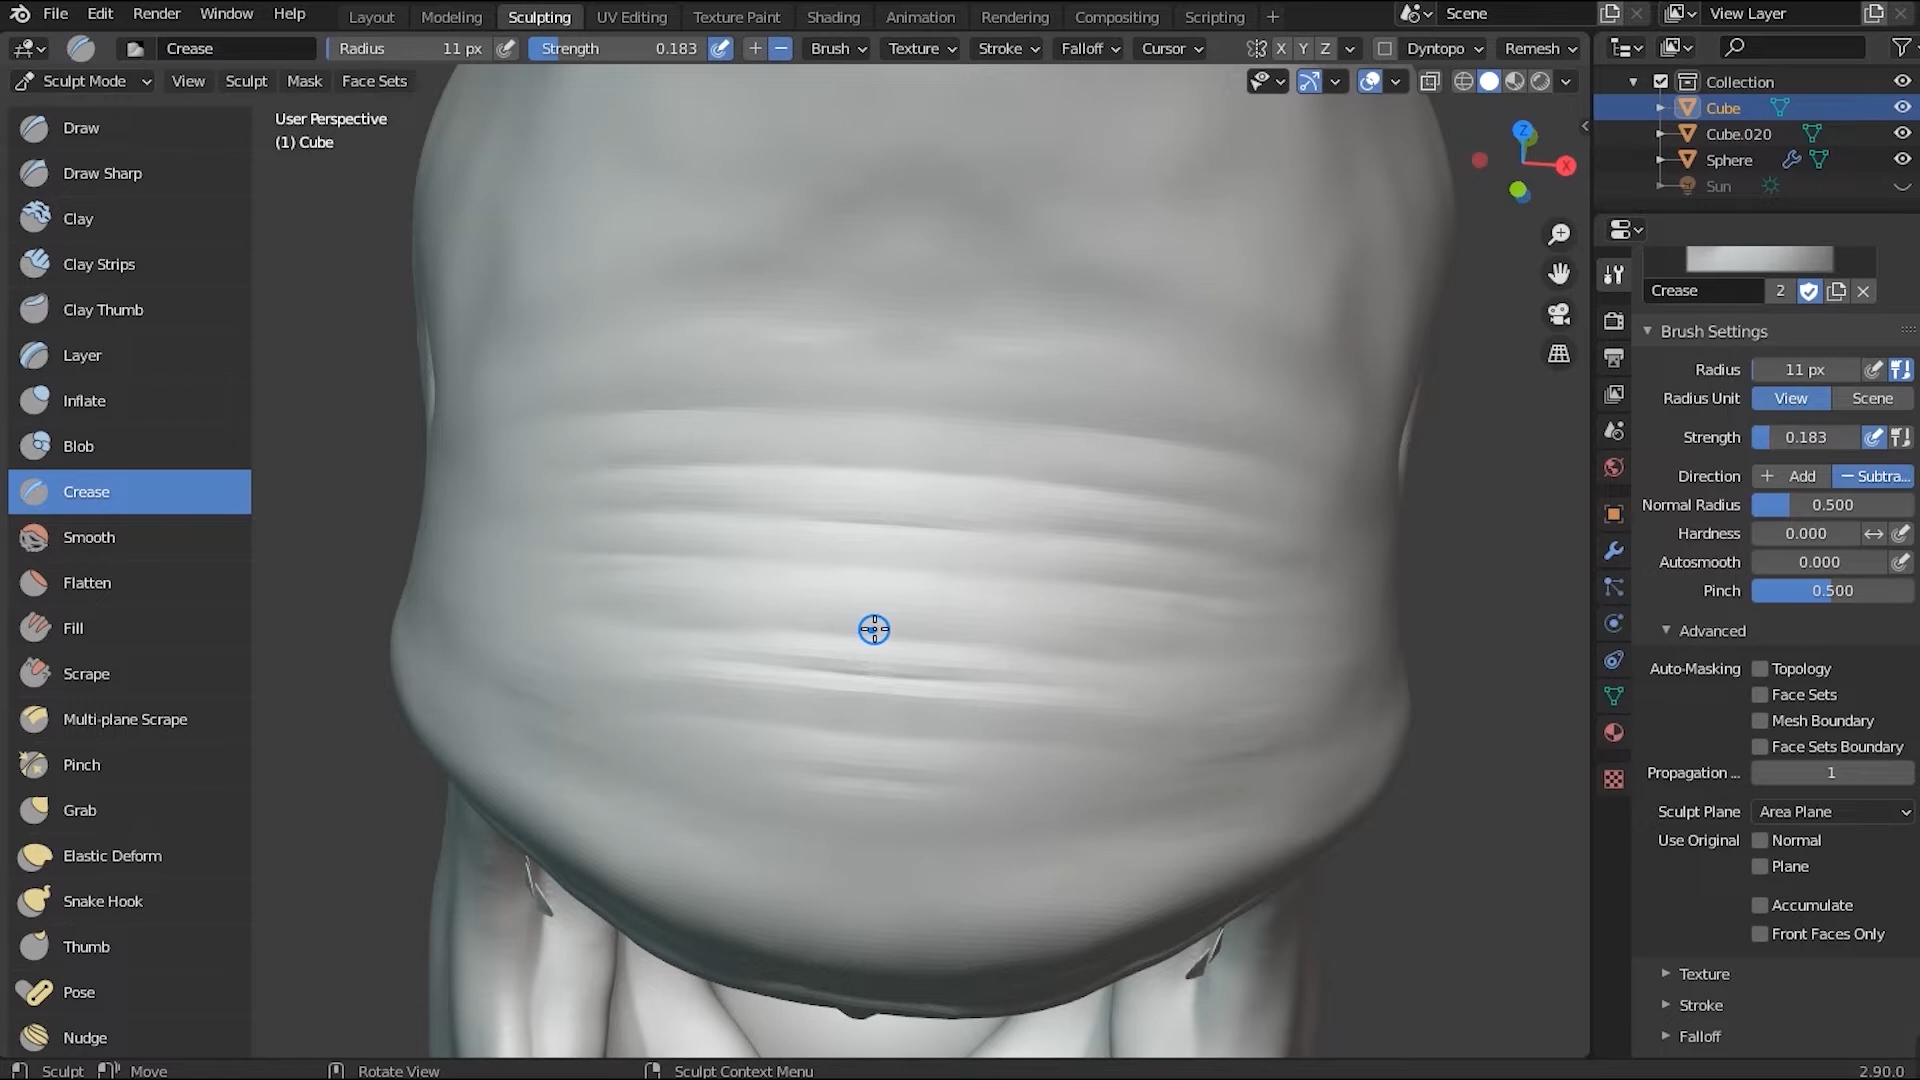 File Edit Render Window Help Layout Modeling Sculpting UV Editing Texture Paint Shading Animation Rendering Compositing Scripting + Scene View Layer
Crease Radius 11 px Strength 0.183 Brush Texture Stroke Falloff Cursor X Y Z Dyntopo Remesh
Sculpt Mode View Sculpt Mask Face Sets
User Perspective
(1) Cube
Z
X
Draw
Draw Sharp
Clay
Clay Strips
Clay Thumb
Layer
Inflate
Blob
Crease
Smooth
Flatten
Fill
Scrape
Multi-plane Scrape
Pinch
Grab
Elastic Deform
Snake Hook
Thumb
Pose
Nudge
Collection
Cube
Cube.020
Sphere
Sun
Crease 2
Brush Settings
Radius 11 px
Radius Unit View Scene
Strength 0.183
Direction + Add − Subtra...
Normal Radius 0.500
Hardness 0.000
Autosmooth 0.000
Pinch 0.500
Advanced
Auto-Masking Topology
Face Sets
Mesh Boundary
Face Sets Boundary
Propagation ... 1
Sculpt Plane Area Plane
Use Original Normal
Plane
Accumulate
Front Faces Only
Texture
Stroke
Falloff
Sculpt Move Rotate View Sculpt Context Menu 2.90.0